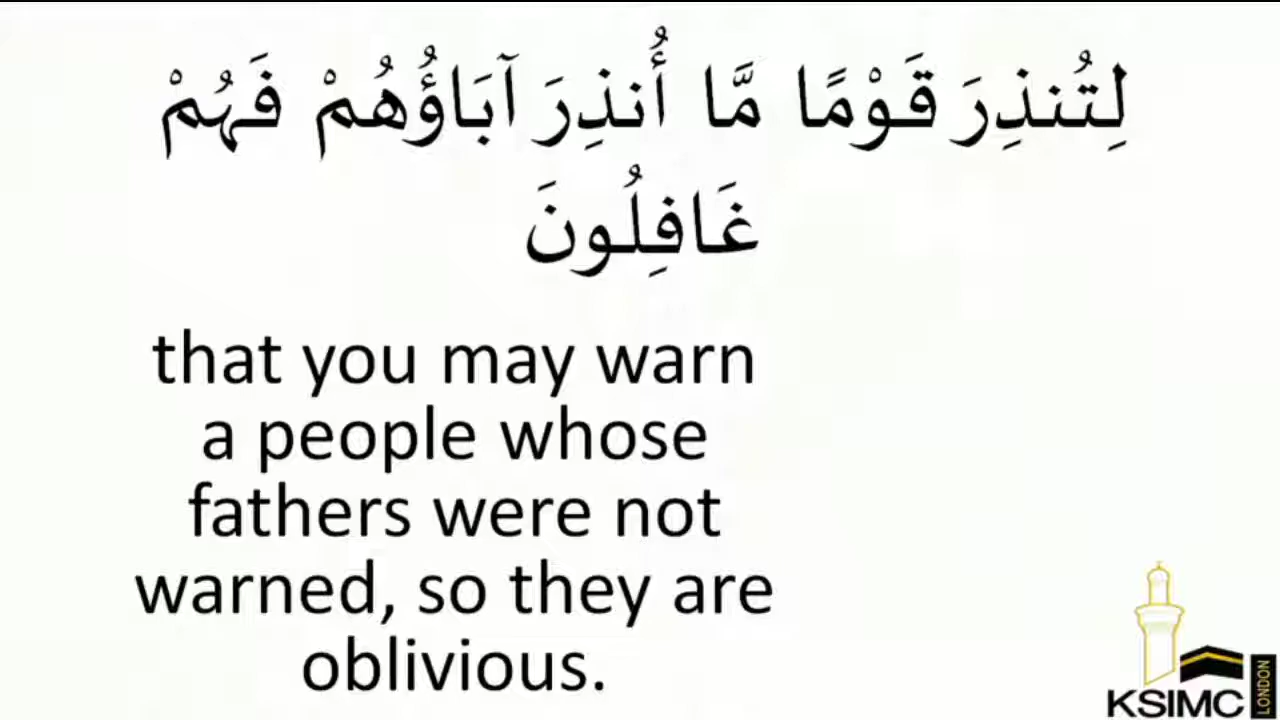 لِتُنذِرَ قَوْمًا مَّا أُنذِرَ آبَاؤُهُمْ فَهُمْ
غَافِلُونَ
that you may warn
a people whose
fathers were not
warned, so they are
oblivious.
KSIMC
LONDON